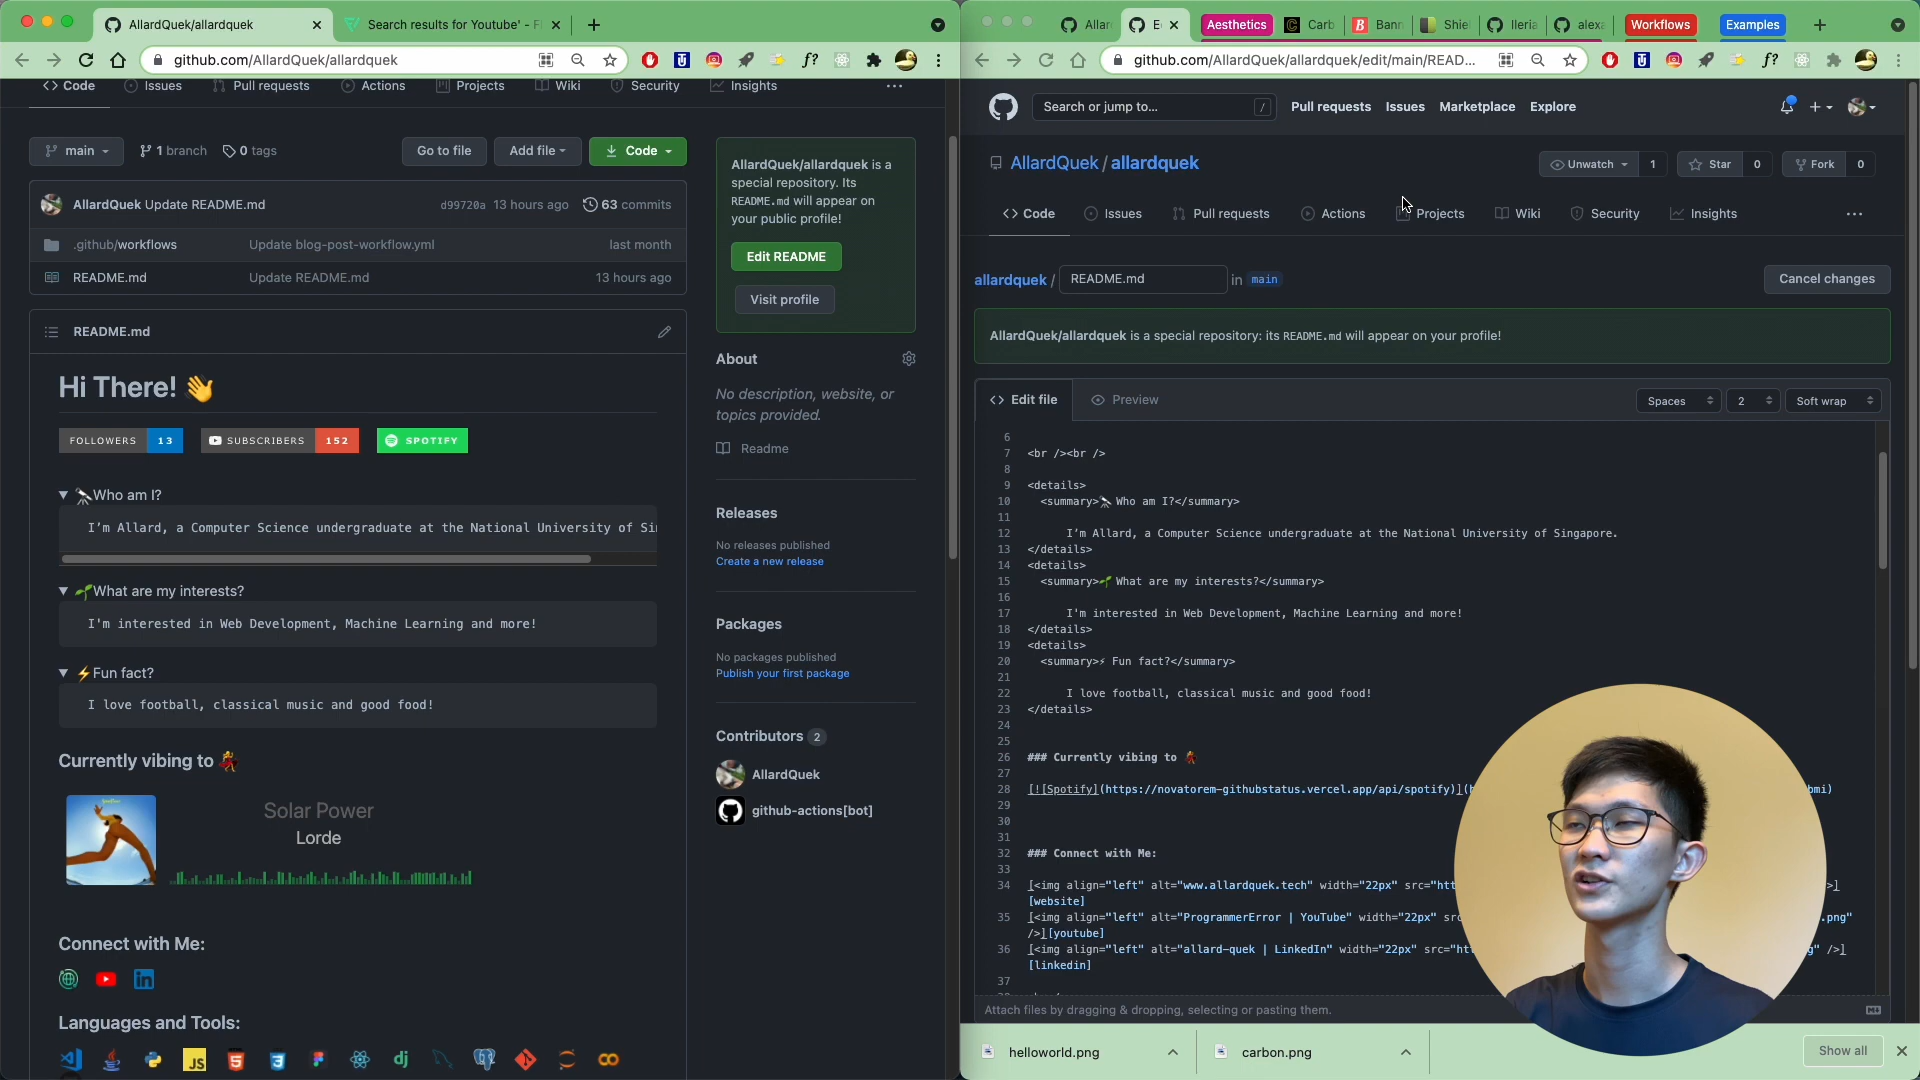 AllardQuek/allardquek
Search results for Youtube' - F
github.com/AllardQuek/allardquek
Code
Issues
Pull requests
Actions
Projects
Wiki
Security
Insights
main
1 branch
0 tags
Go to file
Add file
Code
AllardQuek Update README.md
d99720a 13 hours ago
63 commits
.github/workflows
Update blog-post-workflow.yml
last month
README.md
Update README.md
13 hours ago
README.md
Hi There! 👋
FOLLOWERS 13
SUBSCRIBERS 152
SPOTIFY
▼ 🔭Who am I?
I'm Allard, a Computer Science undergraduate at the National University of Si
▼ 🌱What are my interests?
I'm interested in Web Development, Machine Learning and more!
▼ ⚡Fun fact?
I love football, classical music and good food!
Currently vibing to 💃
Solar Power
Lorde
Connect with Me:
Languages and Tools:
JS
dj
AllardQuek/allardquek is a
special repository. Its
README.md will appear on
your public profile!
Edit README
Visit profile
About
No description, website, or
topics provided.
Readme
Releases
No releases published
Create a new release
Packages
No packages published
Publish your first package
Contributors 2
AllardQuek
github-actions[bot]
Allar
Aesthetics
Carb
Bann
Shie
alexa
Workflows
Examples
github.com/AllardQuek/allardquek/edit/main/READ...
Search or jump to...
/
Pull requests
Issues
Marketplace
Explore
AllardQuek / allardquek
Unwatch 1
Star 0
Fork 0
Code
Issues
Pull requests
Actions
Projects
Wiki
Security
Insights
allardquek / README.md in main
Cancel changes
AllardQuek/allardquek is a special repository: its README.md will appear on your profile!
Edit file
Preview
Spaces
2
Soft wrap
6
7 <br /><br />
8
9 <details>
10 <summary>🔭 Who am I?</summary>
11
12 I'm Allard, a Computer Science undergraduate at the National University of Singapore.
13 </details>
14 <details>
15 <summary>🌱 What are my interests?</summary>
16
17 I'm interested in Web Development, Machine Learning and more!
18 </details>
19 <details>
20 <summary>⚡ Fun fact?</summary>
21
22 I love football, classical music and good food!
23 </details>
24
25
26 ### Currently vibing to 💃
27
28 [![Spotify](https://novatorem-githubstatus.vercel.app/api/spotify)](
29
30
31
32 ### Connect with Me:
33
34 [<img align="left" alt="www.allardquek.tech" width="22px" src="htt />]
[website]
35 [<img align="left" alt="ProgrammerError | YouTube" width="22px" src .png"
/>][youtube]
36 [<img align="left" alt="allard-quek | LinkedIn" width="22px" src="ht g" />]
[linkedin]
37
Attach files by dragging & dropping, selecting or pasting them.
helloworld.png
carbon.png
Show all